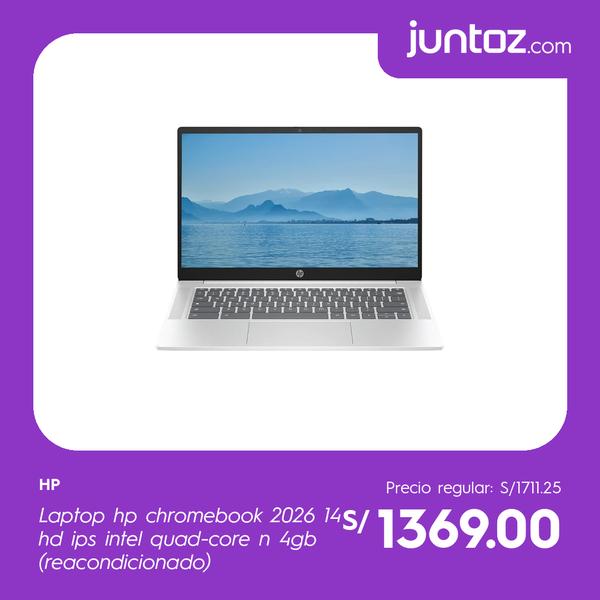 juntoz.com
hp
HP
Precio regular: S/1711.25
Laptop hp chromebook 2026 14
hd ips intel quad-core n 4gb
(reacondicionado)
S/ 1369.00